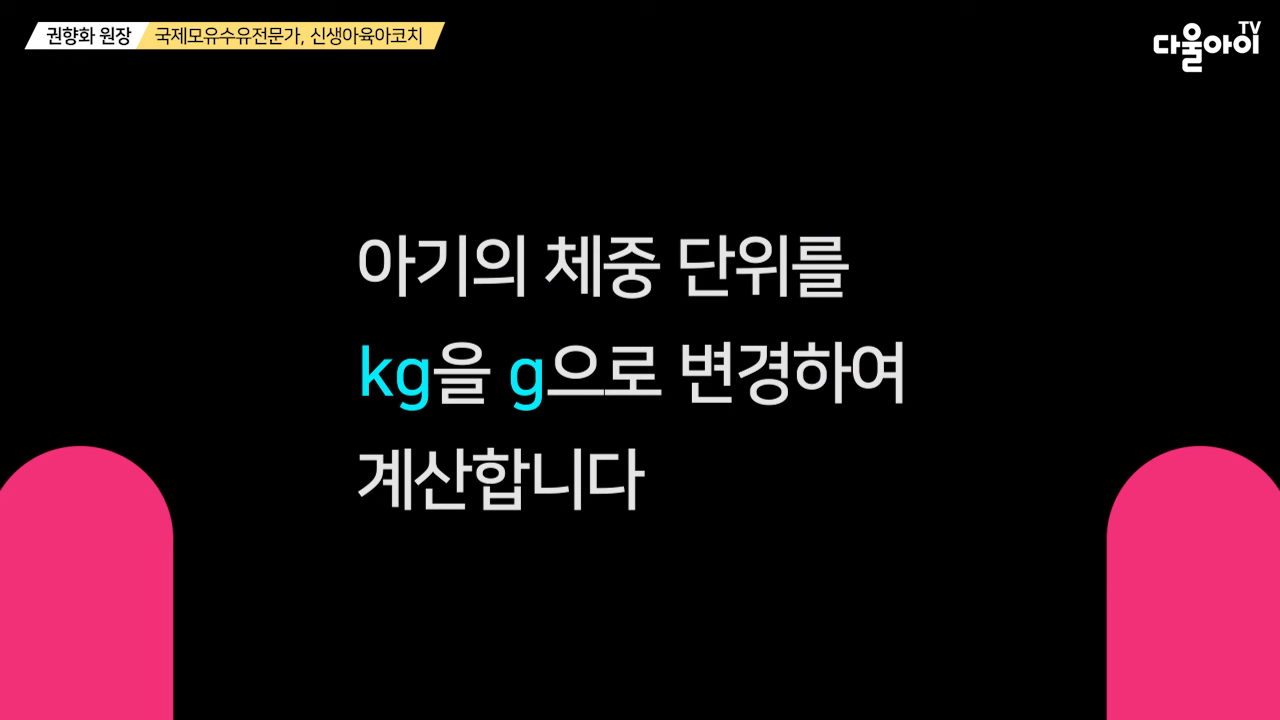 권향화 원장 국제모유수유전문가, 신생아육아코치
다울아이TV
아기의 체중 단위를
kg을 g으로 변경하여
계산합니다